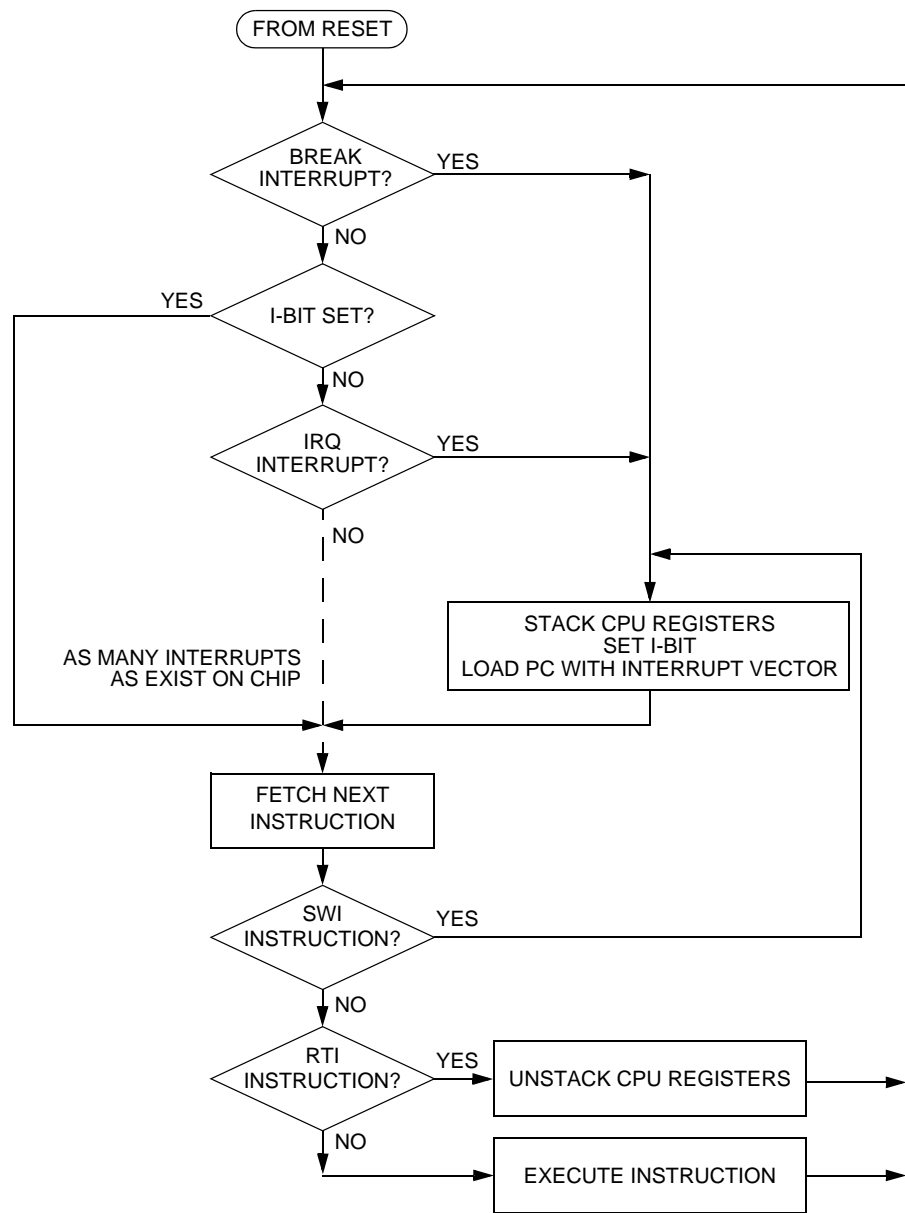 FROM RESET
BREAK
INTERRUPT?
YES
NO
YES
I-BIT SET?
NO
IRQ
INTERRUPT?
YES
NO
STACK CPU REGISTERS
SET I-BIT
LOAD PC WITH INTERRUPT VECTOR
AS MANY INTERRUPTS
AS EXIST ON CHIP
FETCH NEXT
INSTRUCTION
SWI
INSTRUCTION?
YES
NO
RTI
INSTRUCTION?
YES
UNSTACK CPU REGISTERS
NO
EXECUTE INSTRUCTION